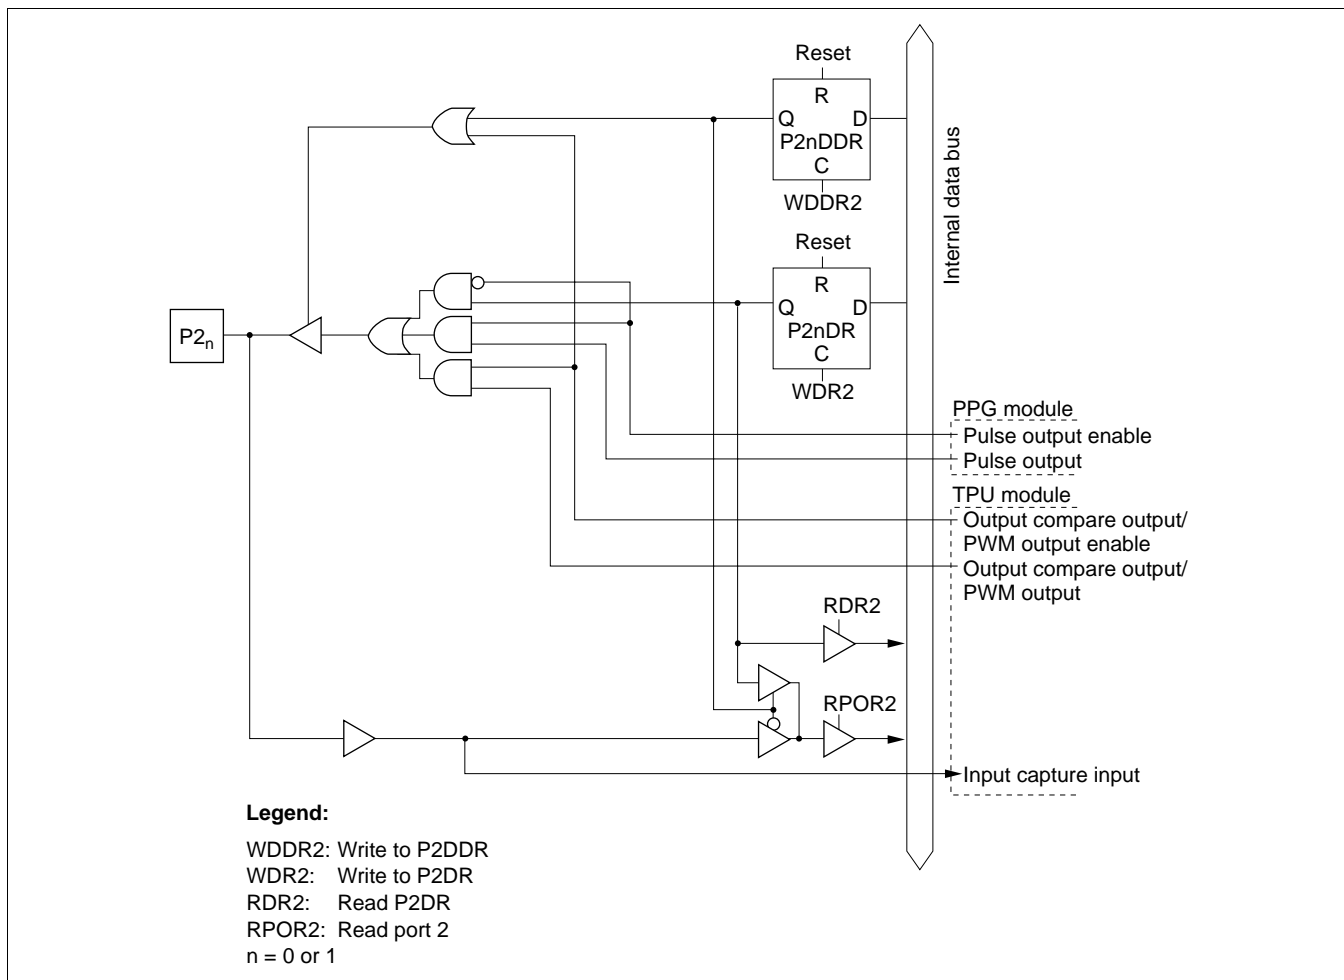 Reset
R
Q D
P2nDDR
C
WDDR2
Internal data bus
Reset
R
Q D
P2nDR
C
WDR2
P2n
PPG module
Pulse output enable
Pulse output
TPU module
Output compare output/
PWM output enable
Output compare output/
PWM output
RDR2
RPOR2
Input capture input
Legend:
WDDR2: Write to P2DDR
WDR2: Write to P2DR
RDR2: Read P2DR
RPOR2: Read port 2
n = 0 or 1